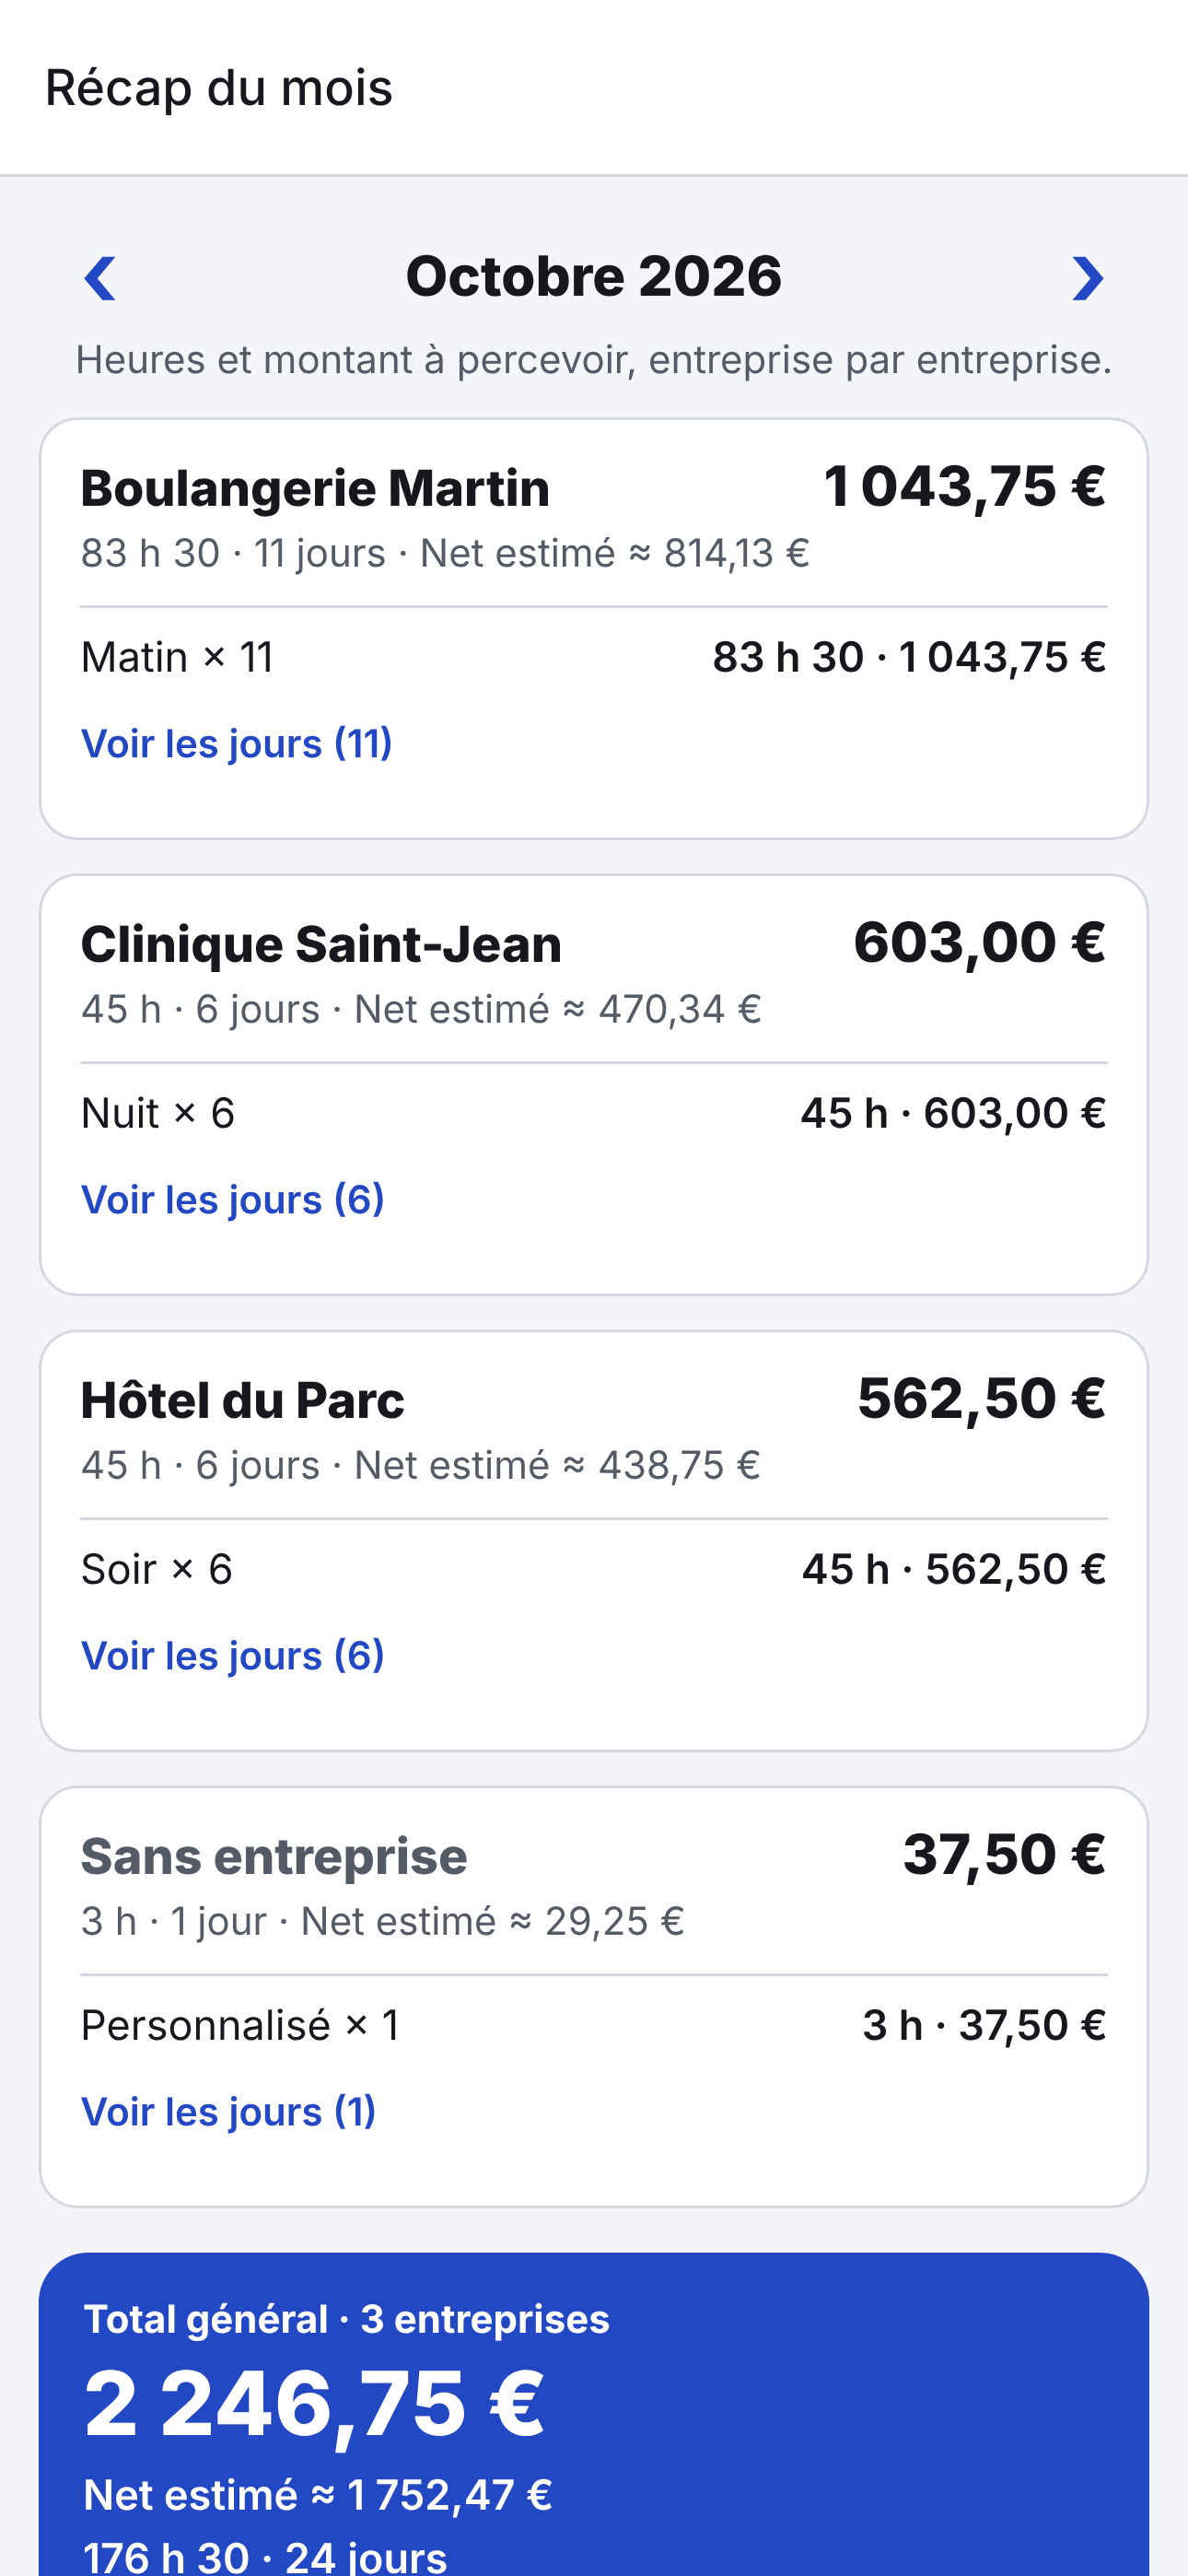 Récap du mois
Octobre 2026
Heures et montant à percevoir, entreprise par entreprise.
Boulangerie Martin 1 043,75 €
83 h 30 · 11 jours · Net estimé ≈ 814,13 €
Matin × 11 83 h 30 · 1 043,75 €
Voir les jours (11)
Clinique Saint-Jean 603,00 €
45 h · 6 jours · Net estimé ≈ 470,34 €
Nuit × 6 45 h · 603,00 €
Voir les jours (6)
Hôtel du Parc 562,50 €
45 h · 6 jours · Net estimé ≈ 438,75 €
Soir × 6 45 h · 562,50 €
Voir les jours (6)
Sans entreprise 37,50 €
3 h · 1 jour · Net estimé ≈ 29,25 €
Personnalisé × 1 3 h · 37,50 €
Voir les jours (1)
Total général · 3 entreprises
2 246,75 €
Net estimé ≈ 1 752,47 €
176 h 30 · 24 jours